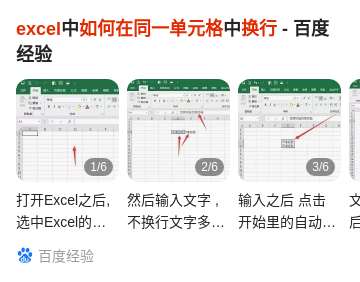 excel中如何在同一单元格中换行 - 百度
经验
1/6
2/6
3/6
打开Excel之后,
选中Excel的…
然后输入文字，
不换行文字多…
输入之后 点击
开始里的自动…
百度经验